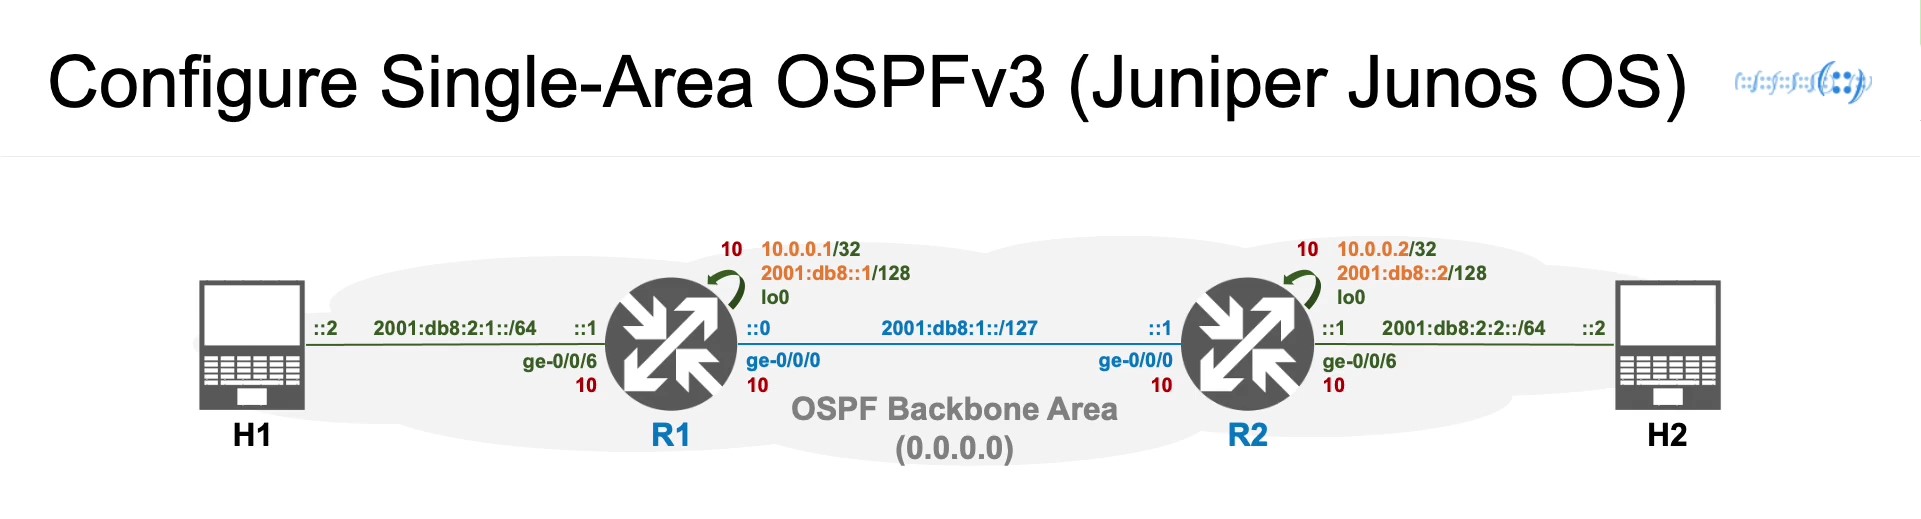 Configure Single-Area OSPFv3 (Juniper Junos OS)
10 10.0.0.1/32
2001:db8::1/128
lo0
10 10.0.0.2/32
2001:db8::2/128
lo0
::2 2001:db8:2:1::/64 ::1
::0 2001:db8:1::/127 ::1
::1 2001:db8:2:2::/64 ::2
ge-0/0/6
10
ge-0/0/0
10
ge-0/0/0
10
ge-0/0/6
10
OSPF Backbone Area
(0.0.0.0)
H1
R1
R2
H2